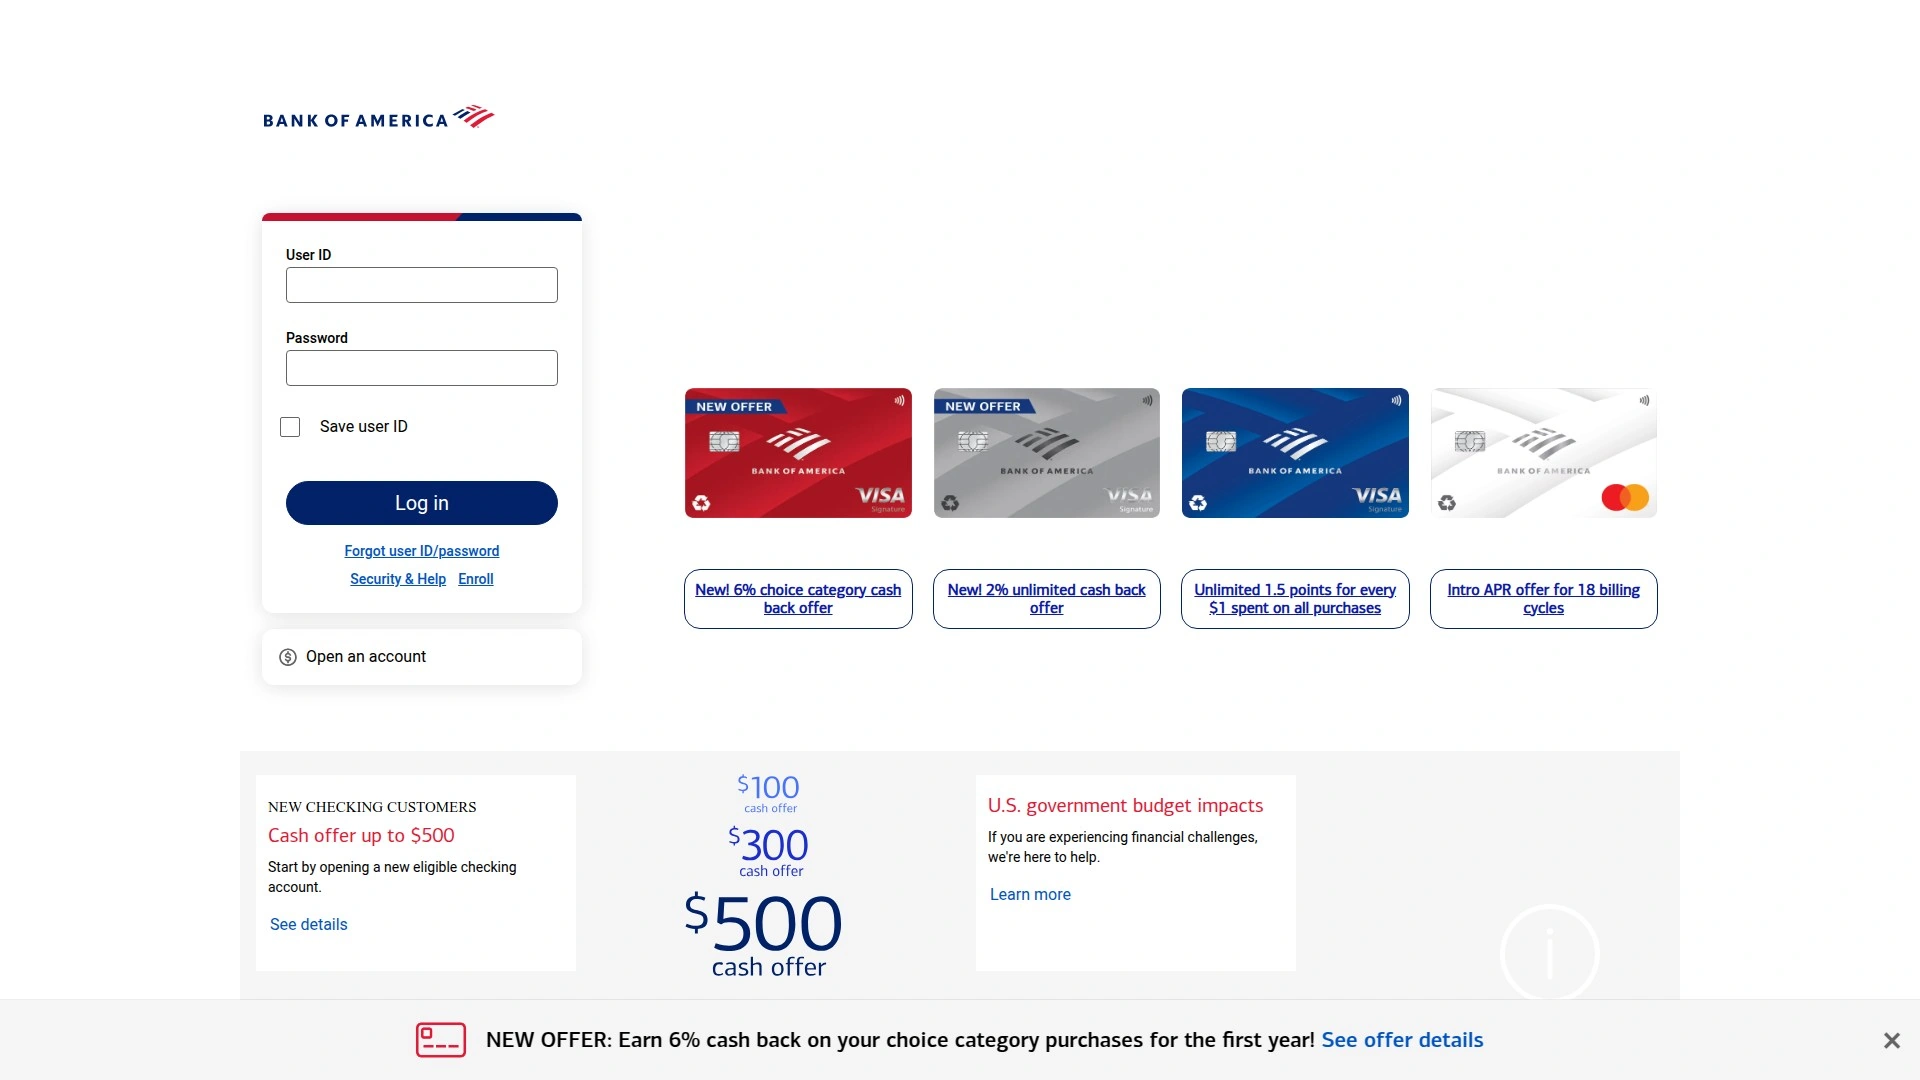 BANK OF AMERICA
User ID
Password
Save user ID
Log in
Forgot user ID/password
Security & Help Enroll
Open an account
NEW OFFER
BANK OF AMERICA
VISA
Signature
NEW OFFER
BANK OF AMERICA
VISA
Signature
BANK OF AMERICA
VISA
Signature
BANK OF AMERICA
New! 6% choice category cash
back offer
New! 2% unlimited cash back
offer
Unlimited 1.5 points for every
$1 spent on all purchases
Intro APR offer for 18 billing
cycles
NEW CHECKING CUSTOMERS
Cash offer up to $500
Start by opening a new eligible checking
account.
See details
$100
cash offer
$300
cash offer
$500
cash offer
U.S. government budget impacts
If you are experiencing financial challenges,
we're here to help.
Learn more
NEW OFFER: Earn 6% cash back on your choice category purchases for the first year! See offer details